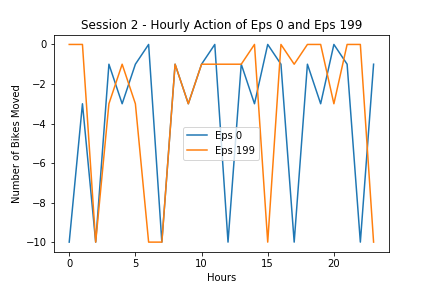 Session 2 - Hourly Action of Eps 0 and Eps 199
Number of Bikes Moved
0
−2
−4
−6
−8
−10
Eps 0
Eps 199
0
5
10
15
20
Hours